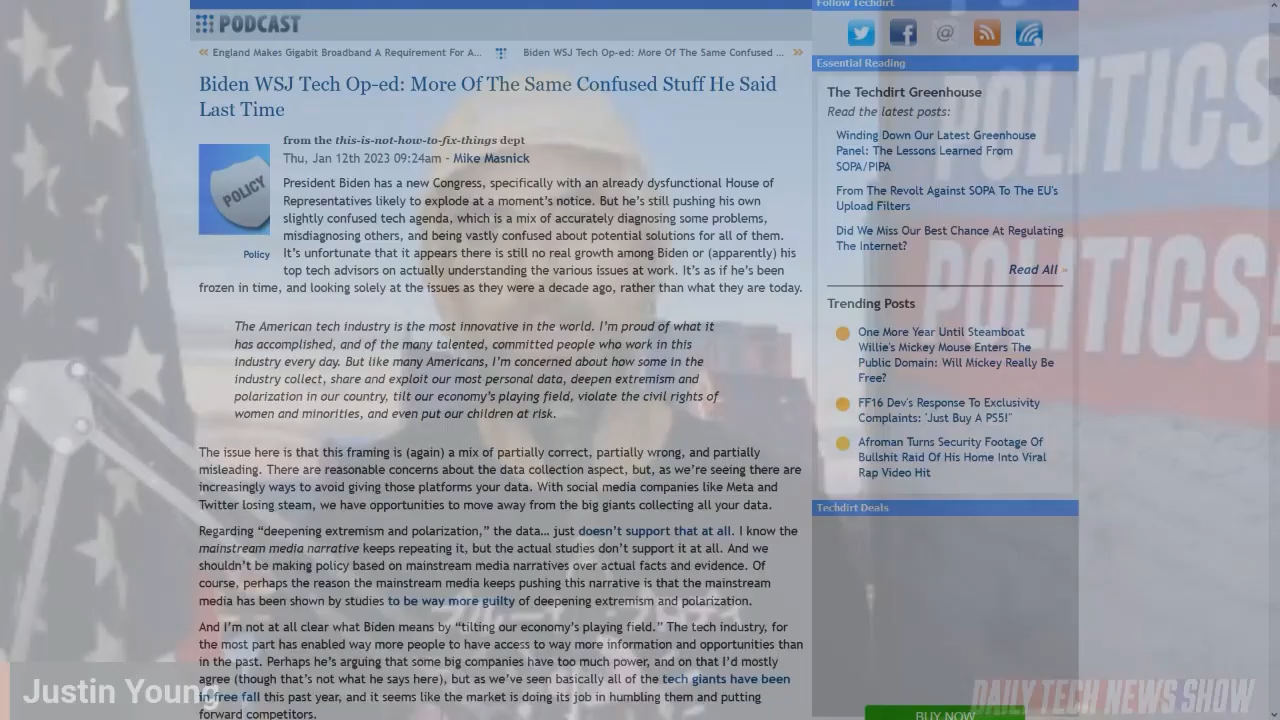 PODCAST
England Makes Gigabit Broadband A Requirement For A...
Biden WSJ Tech Op-ed: More Of The Same Confused ...
Biden WSJ Tech Op-ed: More Of The Same Confused Stuff He Said
Last Time
from the this-is-not-how-to-fix-things dept
Thu, Jan 12th 2023 09:24am - Mike Masnick
POLICY
Policy
President Biden has a new Congress, specifically with an already dysfunctional House of
Representatives likely to explode at a moment's notice. But he's still pushing his own
slightly confused tech agenda, which is a mix of accurately diagnosing some problems,
misdiagnosing others, and being vastly confused about potential solutions for all of them.
It's unfortunate that it appears there is still no real growth among Biden or (apparently) his
top tech advisors on actually understanding the various issues at work. It's as if he's been
frozen in time, and looking solely at the issues as they were a decade ago, rather than what they are today.
The American tech industry is the most innovative in the world. I'm proud of what it
has accomplished, and of the many talented, committed people who work in this
industry every day. But like many Americans, I'm concerned about how some in the
industry collect, share and exploit our most personal data, deepen extremism and
polarization in our country, tilt our economy's playing field, violate the civil rights of
women and minorities, and even put our children at risk.
The issue here is that this framing is (again) a mix of partially correct, partially wrong, and partially
misleading. There are reasonable concerns about the data collection aspect, but, as we're seeing there are
increasingly ways to avoid giving those platforms your data. With social media companies like Meta and
Twitter losing steam, we have opportunities to move away from the big giants collecting all your data.
Regarding “deepening extremism and polarization,” the data… just doesn't support that at all. I know the
mainstream media narrative keeps repeating it, but the actual studies don't support it at all. And we
shouldn't be making policy based on mainstream media narratives over actual facts and evidence. Of
course, perhaps the reason the mainstream media keeps pushing this narrative is that the mainstream
media has been shown by studies to be way more guilty of deepening extremism and polarization.
And I'm not at all clear what Biden means by “tilting our economy's playing field.” The tech industry, for
the most part has enabled way more people to have access to way more information and opportunities than
in the past. Perhaps he's arguing that some big companies have too much power, and on that I'd mostly
agree (though that's not what he says here), but as we've seen basically all of the tech giants have been
in free fall this past year, and it seems like the market is doing its job in humbling them and putting
forward competitors.
Follow Techdirt
Essential Reading
The Techdirt Greenhouse
Read the latest posts:
Winding Down Our Latest Greenhouse
Panel: The Lessons Learned From
SOPA/PIPA
From The Revolt Against SOPA To The EU's
Upload Filters
Did We Miss Our Best Chance At Regulating
The Internet?
Read All »
Trending Posts
One More Year Until Steamboat
Willie's Mickey Mouse Enters The
Public Domain: Will Mickey Really Be
Free?
FF16 Dev's Response To Exclusivity
Complaints: 'Just Buy A PS5!"
Afroman Turns Security Footage Of
Bullshit Raid Of His Home Into Viral
Rap Video Hit
Techdirt Deals
BUY NOW
POLITICS
POLITICS!
Justin Young
DAILY TECH NEWS SHOW